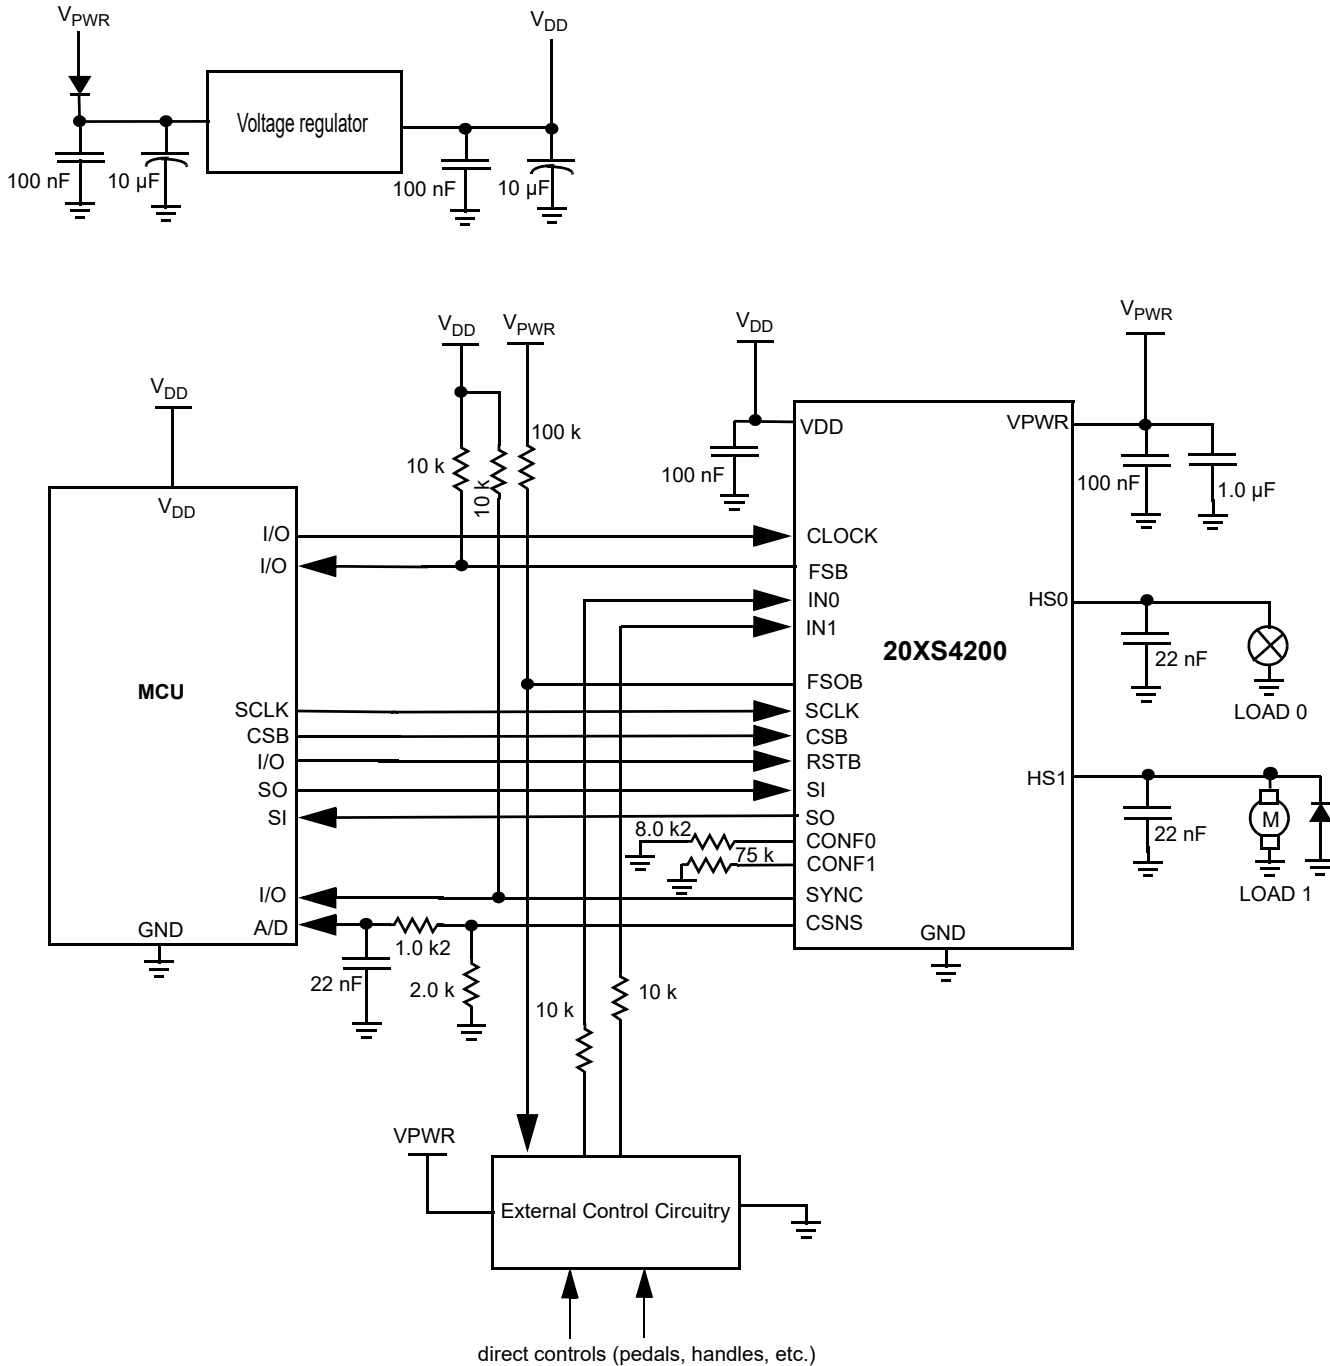 VPWR
VDD
Voltage regulator
100 nF
10 µF
100 nF
10 µF
VDD
VPWR
VDD
VPWR
VDD
100 k
10 k
10 k
VDD
100 nF
VPWR
100 nF
1.0 µF
VDD
I/O
CLOCK
I/O
FSB
IN0
HS0
IN1
20XS4200
22 nF
MCU
FSOB
SCLK
SCLK
LOAD 0
CSB
CSB
I/O
RSTB
HS1
SO
SI
SI
SO
M
22 nF
8.0 k2
CONF0
75 k
CONF1
I/O
SYNC
LOAD 1
GND
A/D
CSNS
GND
1.0 k2
22 nF
2.0 k
10 k
10 k
VPWR
External Control Circuitry
direct controls (pedals, handles, etc.)